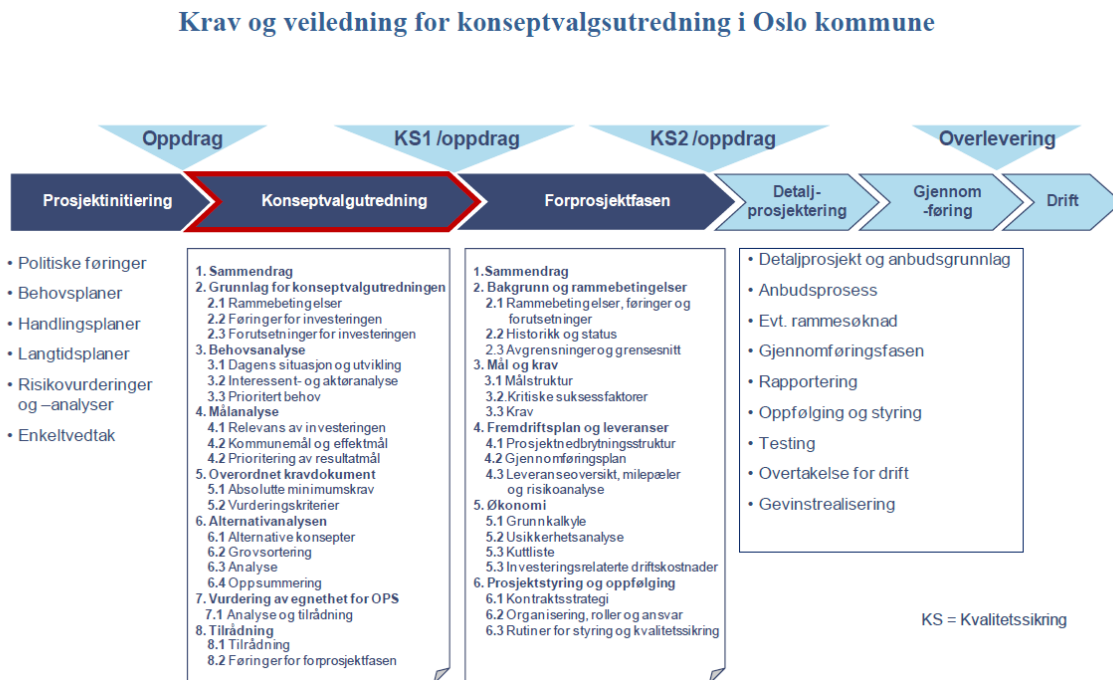 Krav og veiledning for konseptvalgsutredning i Oslo kommune
Oppdrag
KS1 /oppdrag
KS2 /oppdrag
Overlevering
Prosjektinitiering
Konseptvalgutredning
Forprosjektfasen
Detalj-
prosjektering
Gjennom
-føring
Drift
• Politiske føringer
• Behovsplaner
• Handlingsplaner
• Langtidsplaner
• Risikovurderinger
og –analyser
• Enkeltvedtak
1. Sammendrag
2. Grunnlag for konseptvalgutredningen
2.1 Rammebetingelser
2.2 Føringer for investeringen
2.3 Forutsetninger for investeringen
3. Behovsanalyse
3.1 Dagens situasjon og utvikling
3.2 Interessent- og aktøranalyse
3.3 Prioritert behov
4. Målanalyse
4.1 Relevans av investeringen
4.2 Kommunemål og effektmål
4.2 Prioritering av resultatmål
5. Overordnet kravdokument
5.1 Absolutte minimumskrav
5.2 Vurderingskriterier
6. Alternativanalysen
6.1 Alternative konsepter
6.2 Grovsortering
6.3 Analyse
6.4 Oppsummering
7. Vurdering av egnethet for OPS
7.1 Analyse og tilrådning
8. Tilrådning
8.1 Tilrådning
8.2 Føringer for forprosjektfasen
1. Sammendrag
2. Bakgrunn og rammebetingelser
2.1 Rammebetingelser, føringer og
forutsetninger
2.2 Historikk og status
2.3 Avgrensninger og grensesnitt
3. Mål og krav
3.1 Målstruktur
3.2. Kritiske suksessfaktorer
3.3 Krav
4. Fremdriftsplan og leveranser
4.1 Prosjektnedbrytningsstruktur
4.2 Gjennomføringsplan
4.3 Leveranseoversikt, milepæler
og risikoanalyse
5. Økonomi
5.1 Grunnkalkyle
5.2 Usikkerhetsanalyse
5.3 Kuttliste
5.3 Investeringsrelaterte driftskostnader
6. Prosjektstyring og oppfølging
6.1 Kontraktsstrategi
6.2 Organisering, roller og ansvar
6.3 Rutiner for styring og kvalitetssikring
• Detaljprosjekt og anbudsgrunnlag
• Anbudsprosess
• Evt. rammesøknad
• Gjennomføringsfasen
• Rapportering
• Oppfølging og styring
• Testing
• Overtakelse for drift
• Gevinstrealisering
KS = Kvalitetssikring